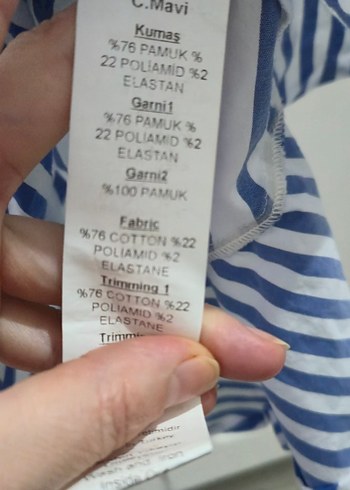 C.Mavi
Kumaş
%76 PAMUK %
22 POLIAMID %2
ELASTAN
Garni1
%76 PAMUK %
22 POLIAMID %2
ELASTAN
Garni2
%100 PAMUK
Fabric
%76 COTTON %22
POLIAMID %2
ELASTANE
Trimming 1
%76 COTTON %22
POLIAMID %2
ELASTANE